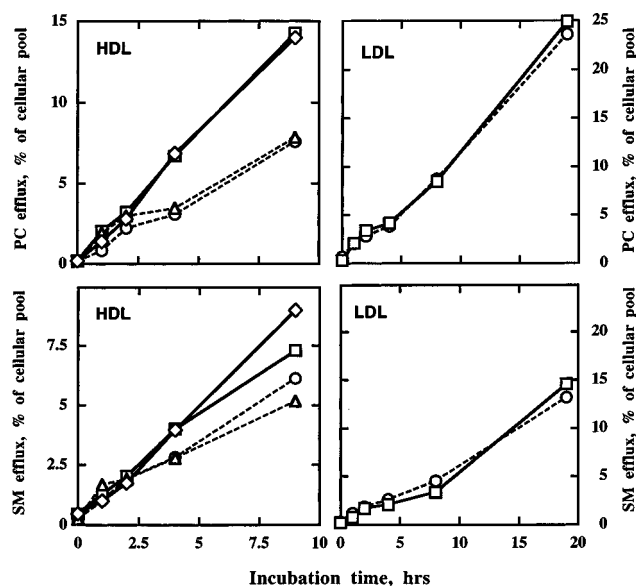 PC efflux, % of cellular pool
15
10
5
0
HDL
LDL
25
20
15
10
5
0
PC efflux, % of cellular pool
SM efflux, % of cellular pool
7.5
5
2.5
0
HDL
0 2.5 5 7.5 10
LDL
0 5 10 15 20
20
15
10
5
0
SM efflux, % of cellular pool
Incubation time, hrs